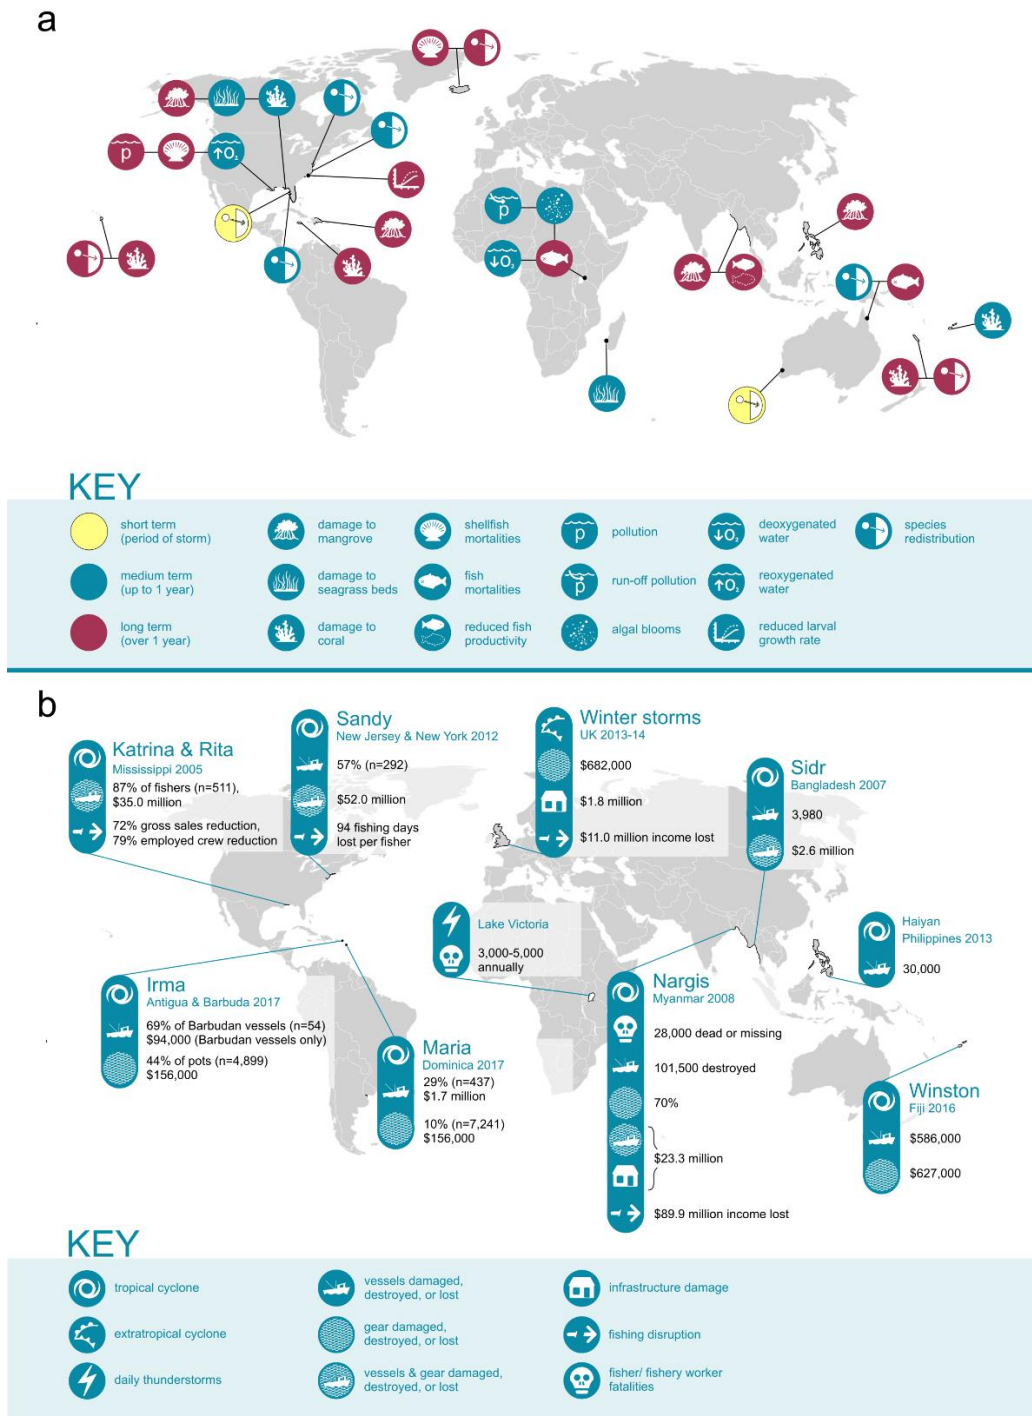 a
p
↑O₂
p
↓O₂
KEY
short term
(period of storm)
medium term
(up to 1 year)
long term
(over 1 year)
damage to
mangrove
damage to
seagrass beds
damage to
coral
shellfish
mortalities
fish
mortalities
reduced fish
productivity
p
pollution
p
run-off pollution
algal blooms
↓O₂
deoxygenated
water
↑O₂
reoxygenated
water
reduced larval
growth rate
species
redistribution
b
Katrina & Rita
Mississippi 2005
87% of fishers (n=511),
$35.0 million
72% gross sales reduction,
79% employed crew reduction
Sandy
New Jersey & New York 2012
57% (n=292)
$52.0 million
94 fishing days
lost per fisher
Winter storms
UK 2013-14
$682,000
$1.8 million
$11.0 million income lost
Sidr
Bangladesh 2007
3,980
$2.6 million
Lake Victoria
3,000-5,000
annually
Haiyan
Philippines 2013
30,000
Irma
Antigua & Barbuda 2017
69% of Barbudan vessels (n=54)
$94,000 (Barbudan vessels only)
44% of pots (n=4,899)
$156,000
Maria
Dominica 2017
29% (n=437)
$1.7 million
10% (n=7,241)
$156,000
Nargis
Myanmar 2008
28,000 dead or missing
101,500 destroyed
70%
$23.3 million
$89.9 million income lost
Winston
Fiji 2016
$586,000
$627,000
KEY
tropical cyclone
extratropical cyclone
daily thunderstorms
vessels damaged,
destroyed, or lost
gear damaged,
destroyed, or lost
vessels & gear damaged,
destroyed, or lost
infrastructure damage
fishing disruption
fisher/ fishery worker
fatalities